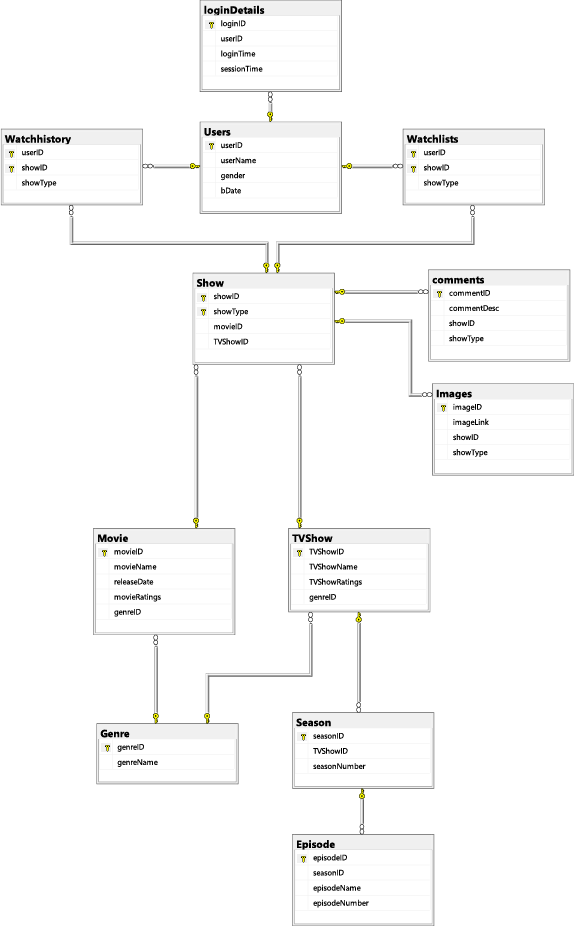 loginDetails
loginID
userID
loginTime
sessionTime
Watchhistory
userID
showID
showType
Users
userID
userName
gender
bDate
Watchlists
userID
showID
showType
Show
showID
showType
movieID
TVShowID
comments
commentID
commentDesc
showID
showType
Images
imageID
imageLink
showID
showType
Movie
movieID
movieName
releaseDate
movieRatings
genreID
TVShow
TVShowID
TVShowName
TVShowRatings
genreID
Genre
genreID
genreName
Season
seasonID
TVShowID
seasonNumber
Episode
episodeID
seasonID
episodeName
episodeNumber